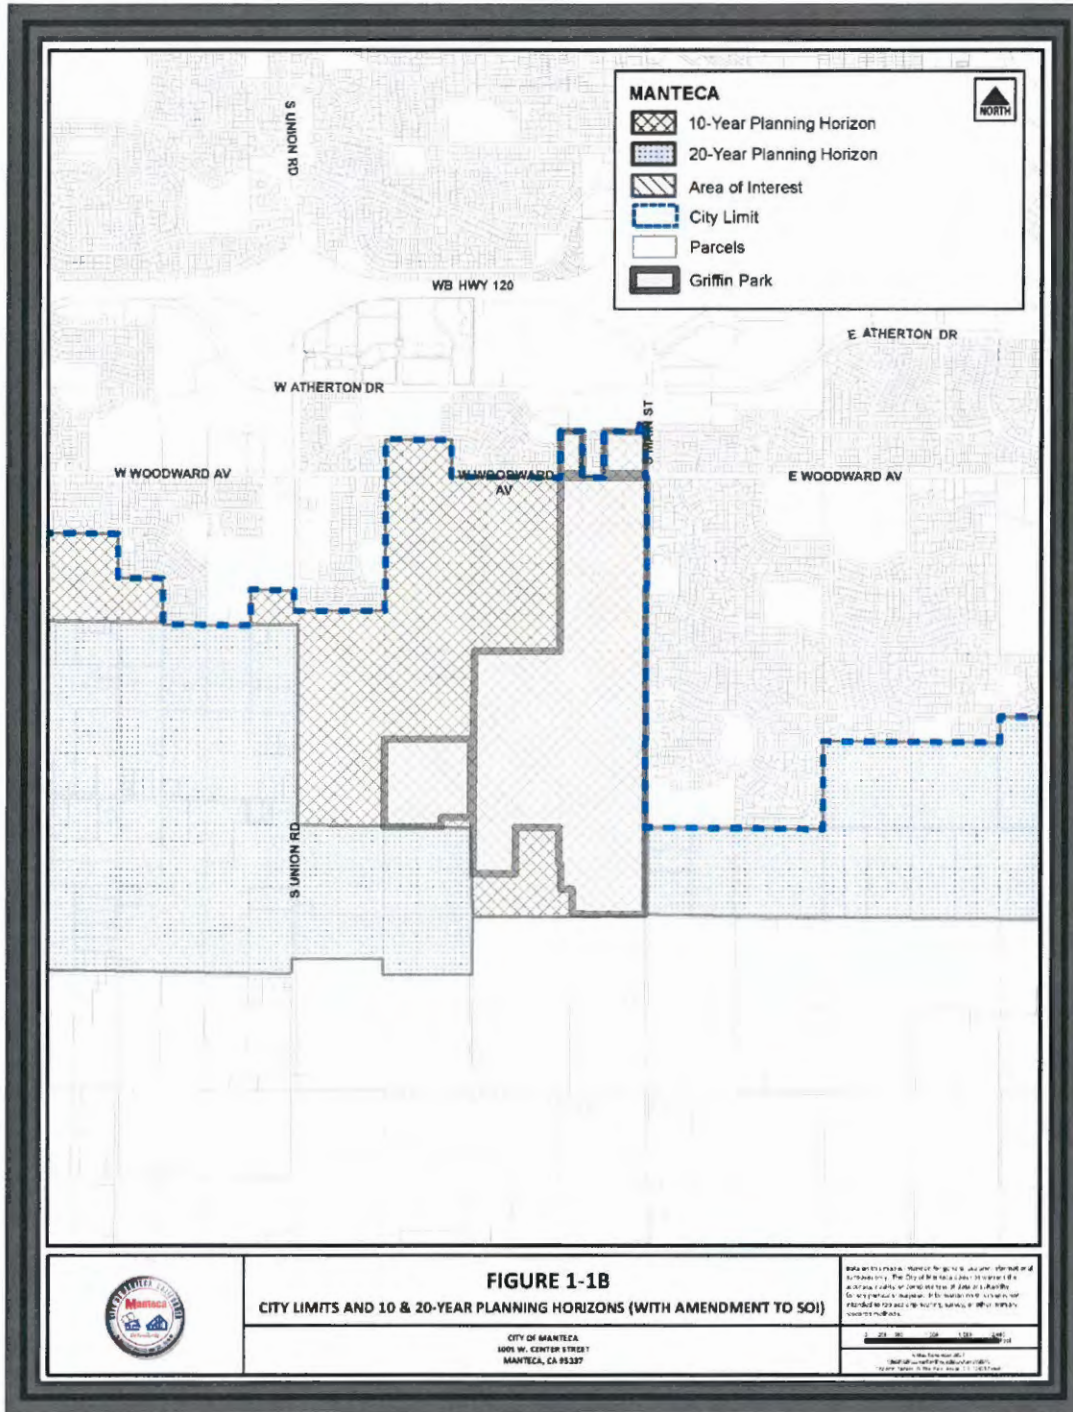 MANTECA
NORTH
10-Year Planning Horizon
20-Year Planning Horizon
Area of Interest
City Limit
Parcels
Griffin Park
S UNION RD
WB HWY 120
E ATHERTON DR
W ATHERTON DR
S MAIN ST
W WOODWARD AV
W WOODWARD
AV
E WOODWARD AV
S UNION RD
Manteca
FIGURE 1-1B
CITY LIMITS AND 10 & 20-YEAR PLANNING HORIZONS (WITH AMENDMENT TO SOI)
CITY OF MANTECA
1001 W. CENTER STREET
MANTECA, CA 95337